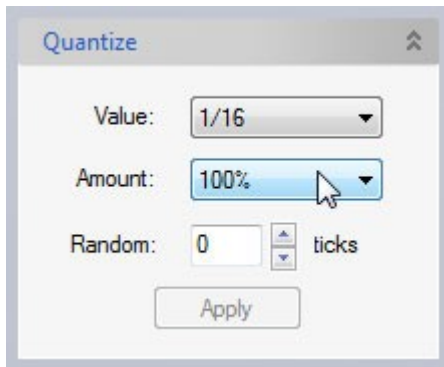 Quantize
Value: 1/16
Amount: 100%
Random: 0 ticks
Apply